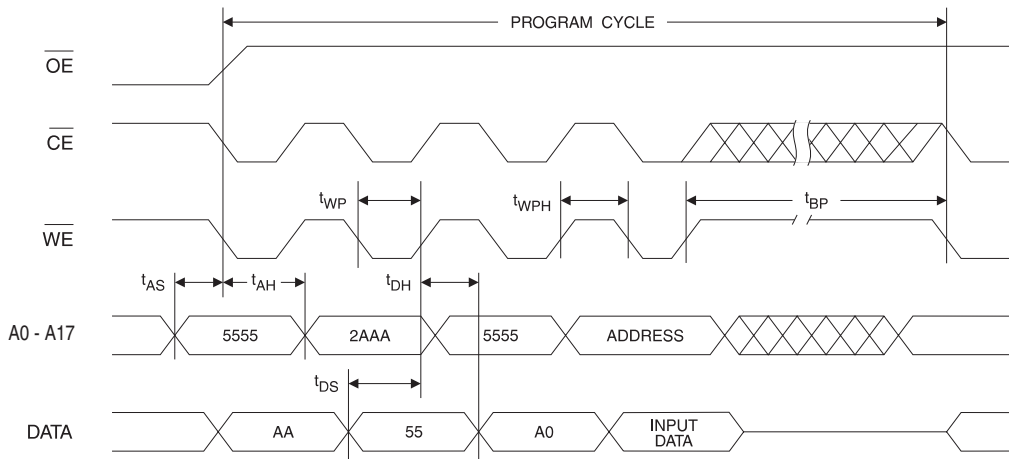 PROGRAM CYCLE
OE
CE
tWP
tWPH
tBP
WE
tAS
tAH
tDH
A0 - A17
5555
2AAA
5555
ADDRESS
tDS
DATA
AA
55
A0
INPUT
DATA